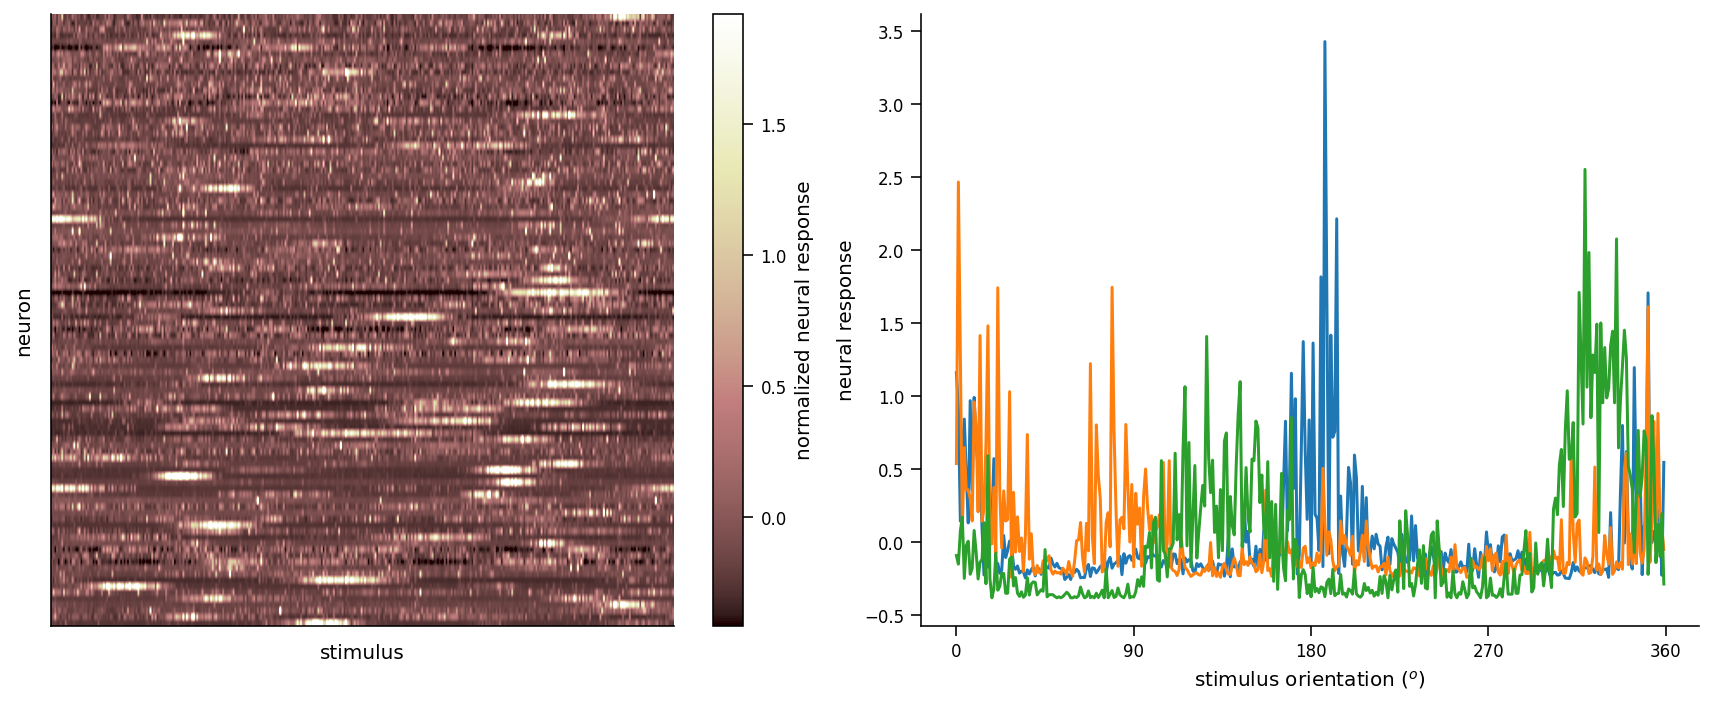 neuron
stimulus
1.5
1.0
0.5
0.0
normalized neural response
neural response
3.5
3.0
2.5
2.0
1.5
1.0
0.5
0.0
−0.5
0 90 180 270 360
stimulus orientation (°)